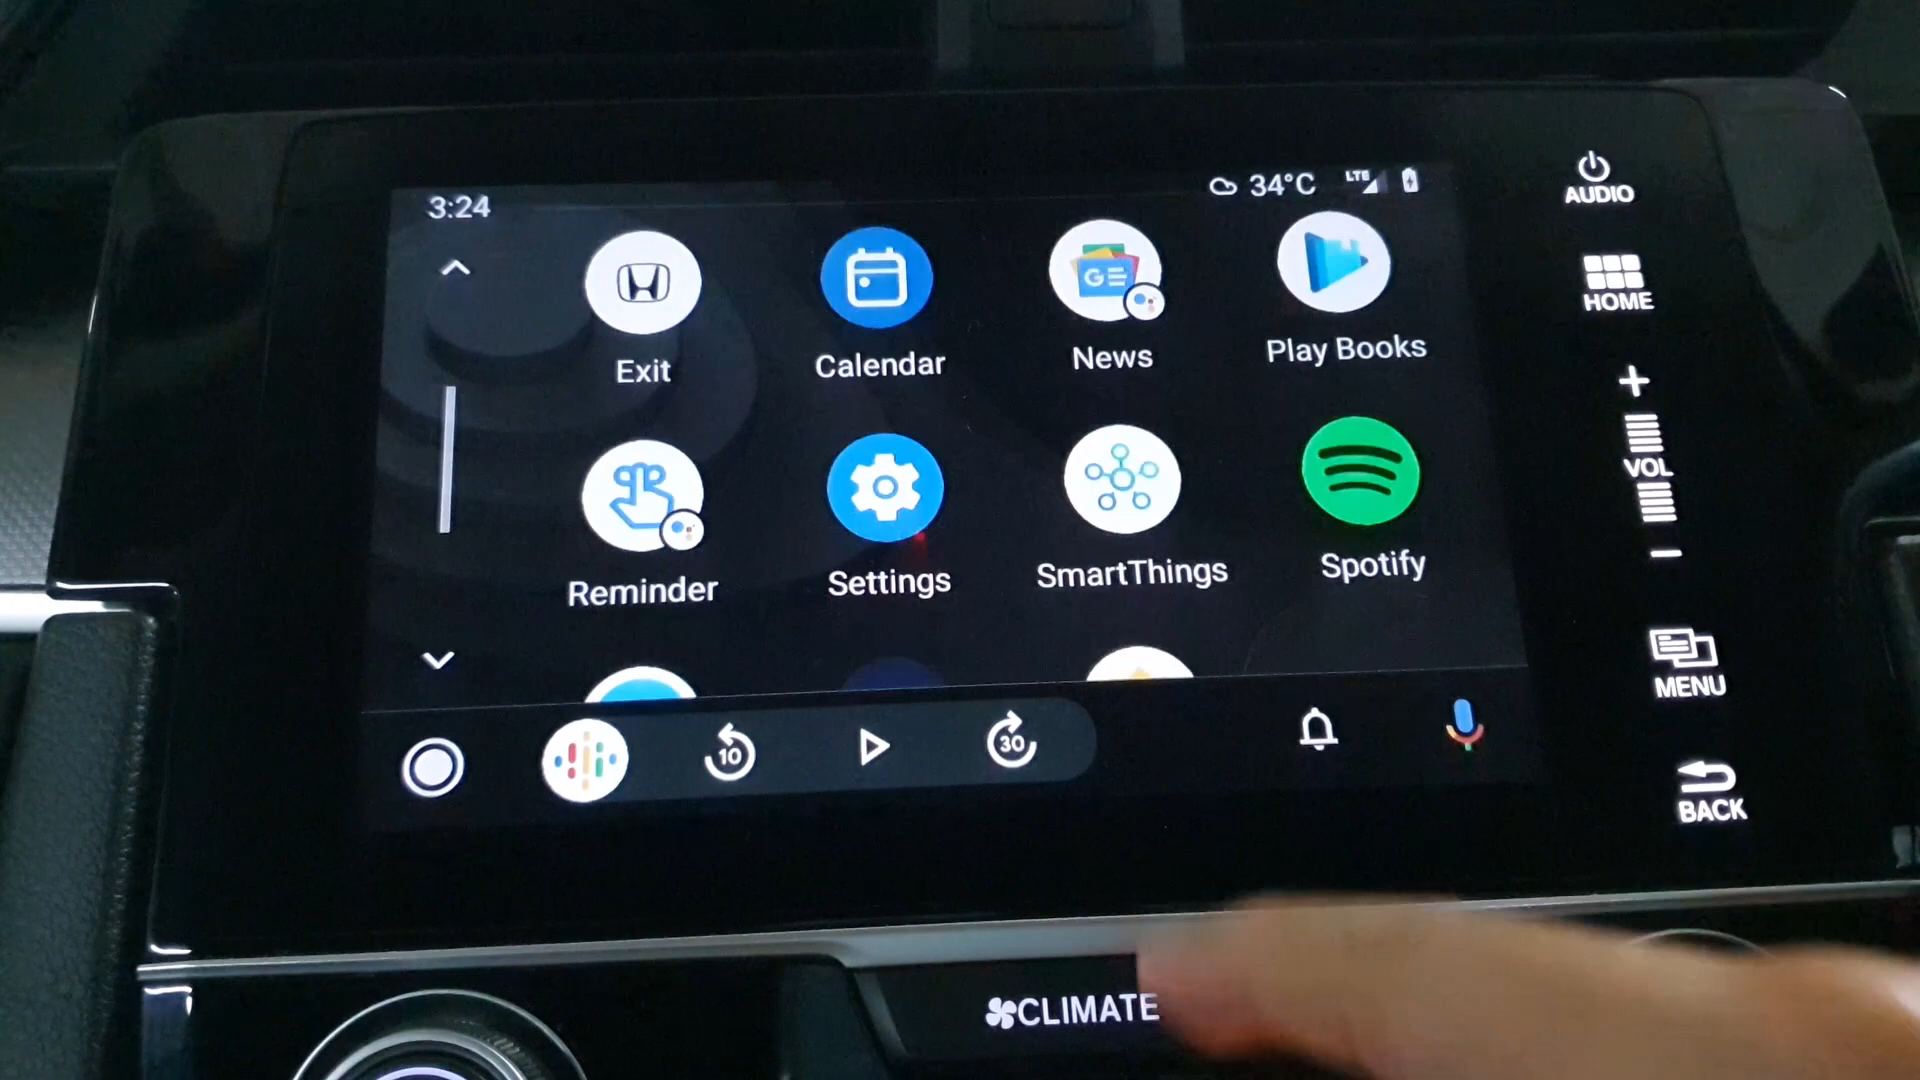 3:24
34°C
LTE
Exit
Calendar
GE
News
Play Books
Reminder
Settings
SmartThings
Spotify
10
30
AUDIO
HOME
+
VOL
-
MENU
BACK
CLIMATE